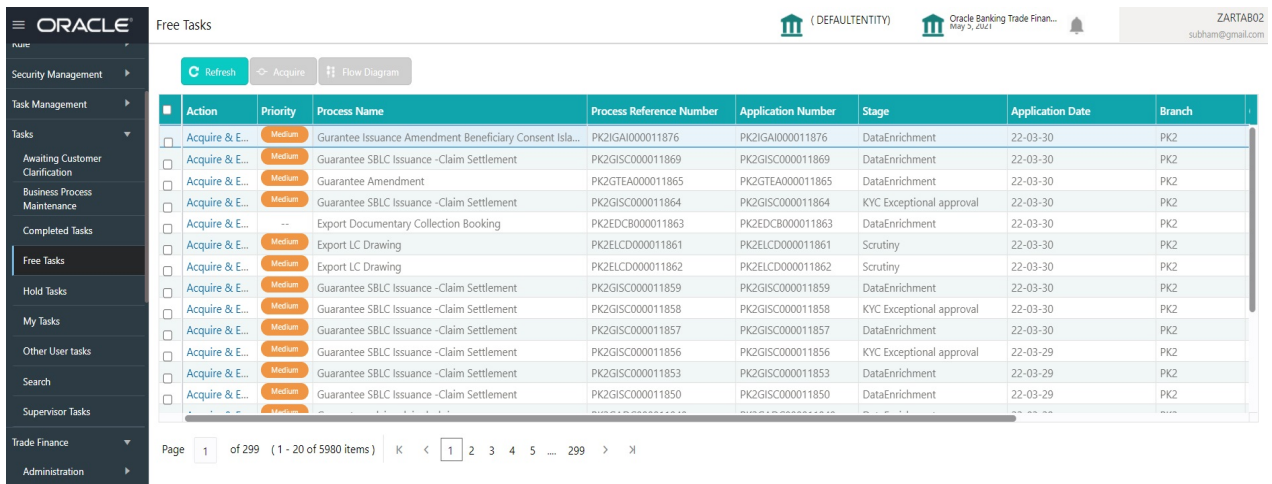 ORACLE
Free Tasks
( DEFAULTENTITY)
Oracle Banking Trade Finan...
May 5, 2021
ZARTAB02
subham@gmail.com
Rule
Security Management
Task Management
Tasks
Awaiting Customer
Clarification
Business Process
Maintenance
Completed Tasks
Free Tasks
Hold Tasks
My Tasks
Other User tasks
Search
Supervisor Tasks
Trade Finance
Administration
Refresh Acquire Flow Diagram
Action Priority Process Name Process Reference Number Application Number Stage Application Date Branch
Acquire & E... Medium Gurantee Issuance Amendment Beneficiary Consent Isla... PK2IGAI000011876 PK2IGAI000011876 DataEnrichment 22-03-30 PK2
Acquire & E... Medium Guarantee SBLC Issuance -Claim Settlement PK2GISC000011869 PK2GISC000011869 DataEnrichment 22-03-30 PK2
Acquire & E... Medium Guarantee Amendment PK2GTEA000011865 PK2GTEA000011865 DataEnrichment 22-03-30 PK2
Acquire & E... Medium Guarantee SBLC Issuance -Claim Settlement PK2GISC000011864 PK2GISC000011864 KYC Exceptional approval 22-03-30 PK2
Acquire & E... -- Export Documentary Collection Booking PK2EDCB000011863 PK2EDCB000011863 DataEnrichment 22-03-30 PK2
Acquire & E... Medium Export LC Drawing PK2ELCD000011861 PK2ELCD000011861 Scrutiny 22-03-30 PK2
Acquire & E... Medium Export LC Drawing PK2ELCD000011862 PK2ELCD000011862 Scrutiny 22-03-30 PK2
Acquire & E... Medium Guarantee SBLC Issuance -Claim Settlement PK2GISC000011859 PK2GISC000011859 DataEnrichment 22-03-30 PK2
Acquire & E... Medium Guarantee SBLC Issuance -Claim Settlement PK2GISC000011858 PK2GISC000011858 KYC Exceptional approval 22-03-30 PK2
Acquire & E... Medium Guarantee SBLC Issuance -Claim Settlement PK2GISC000011857 PK2GISC000011857 DataEnrichment 22-03-30 PK2
Acquire & E... Medium Guarantee SBLC Issuance -Claim Settlement PK2GISC000011856 PK2GISC000011856 KYC Exceptional approval 22-03-29 PK2
Acquire & E... Medium Guarantee SBLC Issuance -Claim Settlement PK2GISC000011853 PK2GISC000011853 DataEnrichment 22-03-29 PK2
Acquire & E... Medium Guarantee SBLC Issuance -Claim Settlement PK2GISC000011850 PK2GISC000011850 DataEnrichment 22-03-29 PK2
Page 1 of 299 ( 1 - 20 of 5980 items ) 1 2 3 4 5 ... 299